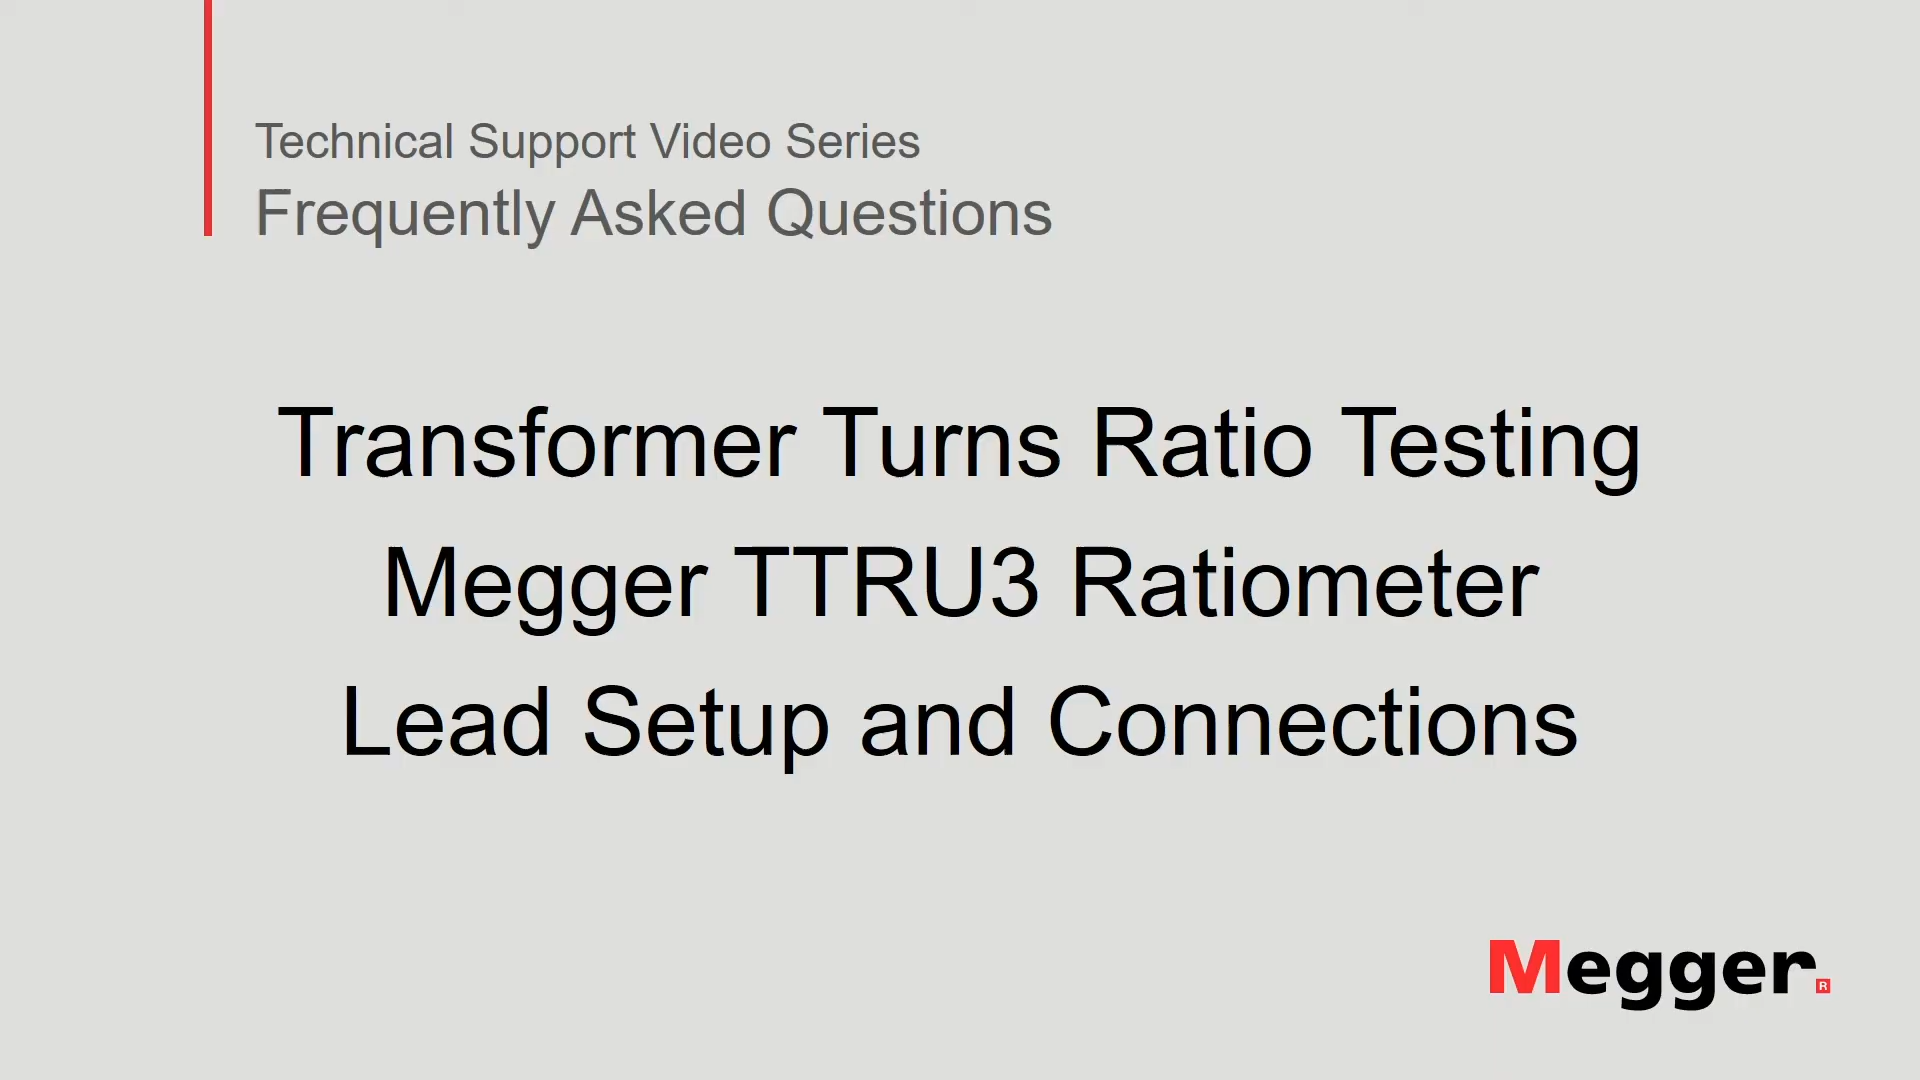 Technical Support Video Series
Frequently Asked Questions
Transformer Turns Ratio Testing
Megger TTRU3 Ratiometer
Lead Setup and Connections
Megger®